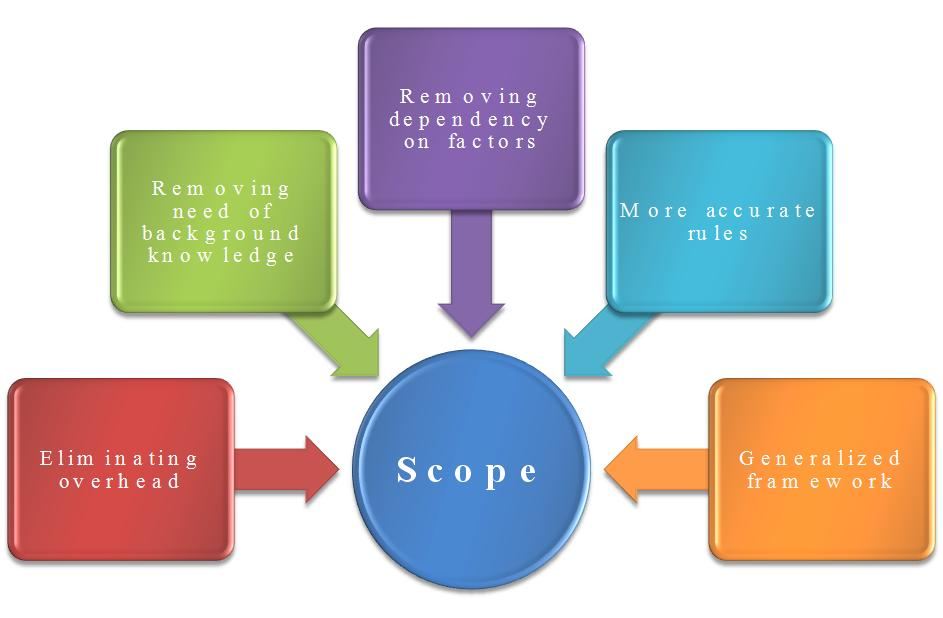 Removing
dependency
on factors
Removing
need of
background
knowledge
More accurate
rules
Eliminating
overhead
Scope
Generalized
framework